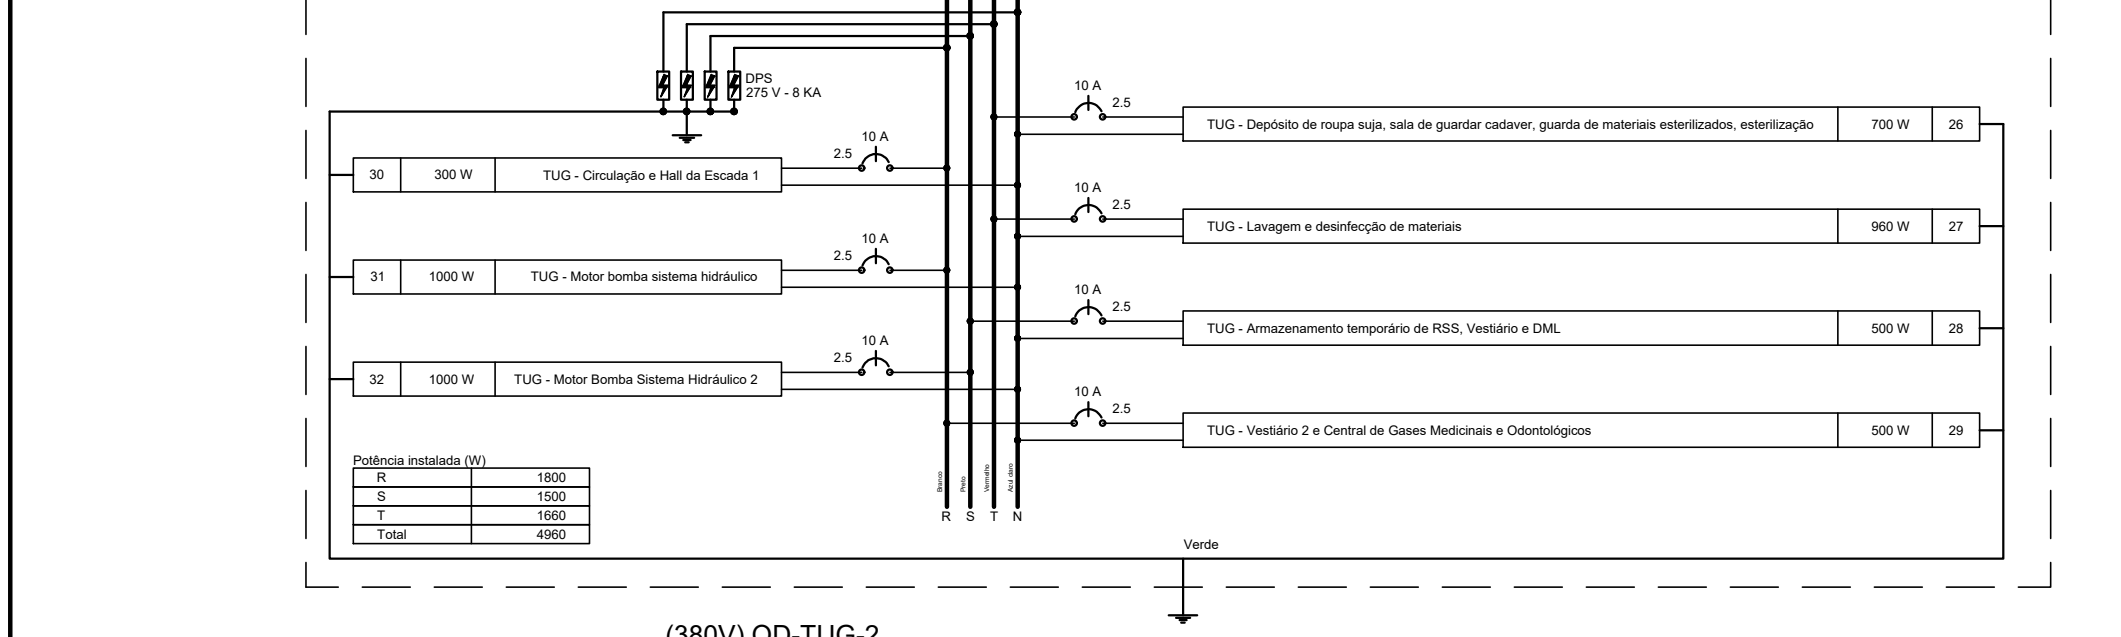 DPS
275 V - 8 KA
10 A
2.5
TUG - Depósito de roupa suja, sala de guardar cadaver, guarda de materiais esterilizados, esterilização 700 W 26
10 A
2.5
30 300 W TUG - Circulação e Hall da Escada 1
10 A
2.5
TUG - Lavagem e desinfecção de materiais 960 W 27
10 A
2.5
31 1000 W TUG - Motor bomba sistema hidráulico
10 A
2.5
TUG - Armazenamento temporário de RSS, Vestiário e DML 500 W 28
10 A
2.5
32 1000 W TUG - Motor Bomba Sistema Hidráulico 2
10 A
2.5
TUG - Vestiário 2 e Central de Gases Medicinais e Odontológicos 500 W 29
Potência instalada (W)
R 1800
S 1500
T 1660
Total 4960
Branco
Preto
Vermelho
Azul claro
R S T N
Verde
(380V) QD-TUG-2